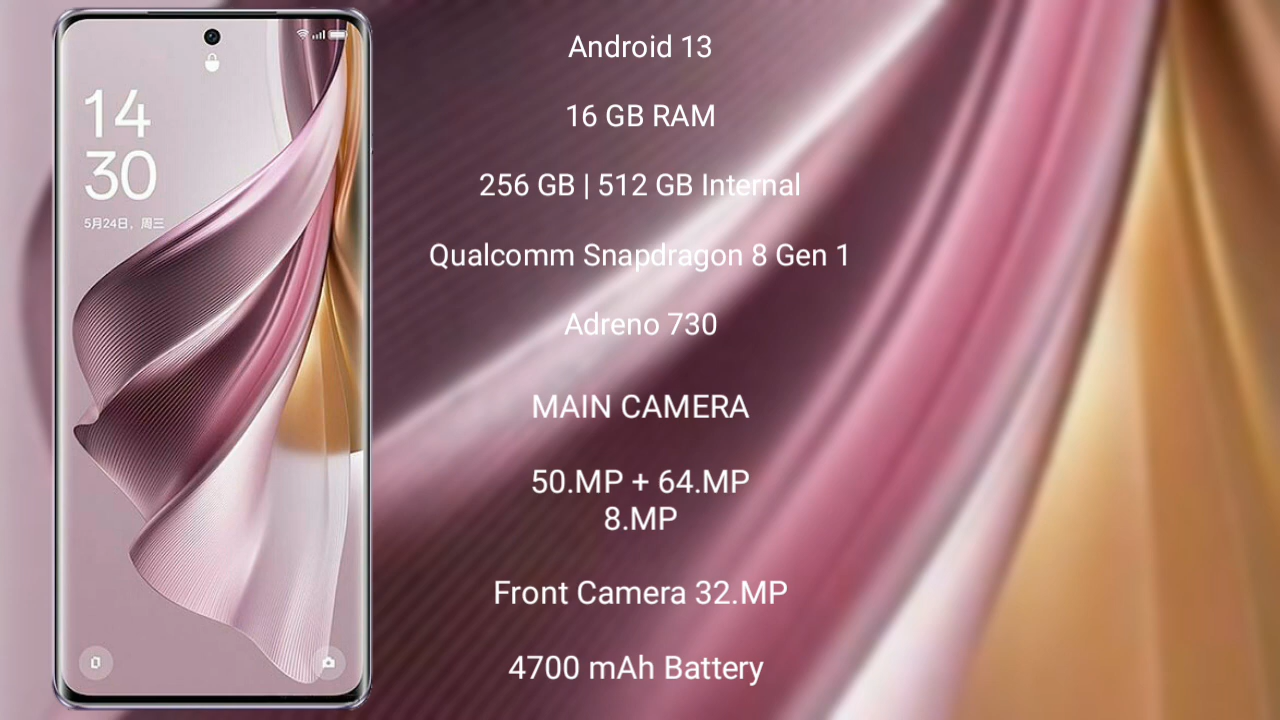 14
30
5月24日，周三
Android 13
16 GB RAM
256 GB | 512 GB Internal
Qualcomm Snapdragon 8 Gen 1
Adreno 730
MAIN CAMERA
50.MP + 64.MP
8.MP
Front Camera 32.MP
4700 mAh Battery